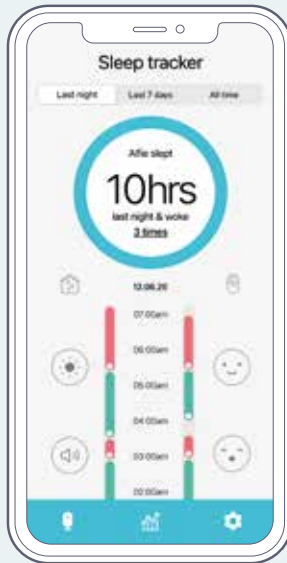 Sleep tracker
Last night Last 7 days All time
Alfie slept
10hrs
last night & woke
3 times
12.06.20
07:00am
06:00am
05:00am
04:00am
03:00am
02:00am